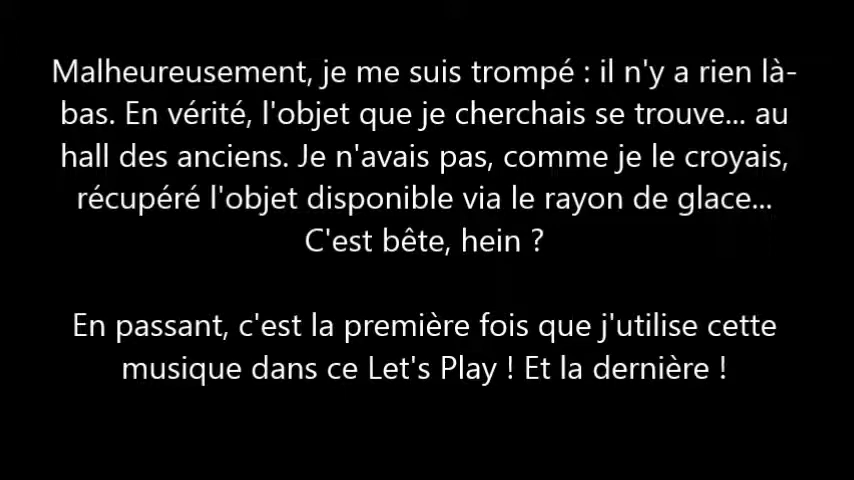 Malheureusement, je me suis trompé : il n'y a rien là-
bas. En vérité, l'objet que je cherchais se trouve... au
hall des anciens. Je n'avais pas, comme je le croyais,
récupéré l'objet disponible via le rayon de glace...
C'est bête, hein ?
En passant, c'est la première fois que j'utilise cette
musique dans ce Let's Play ! Et la dernière !